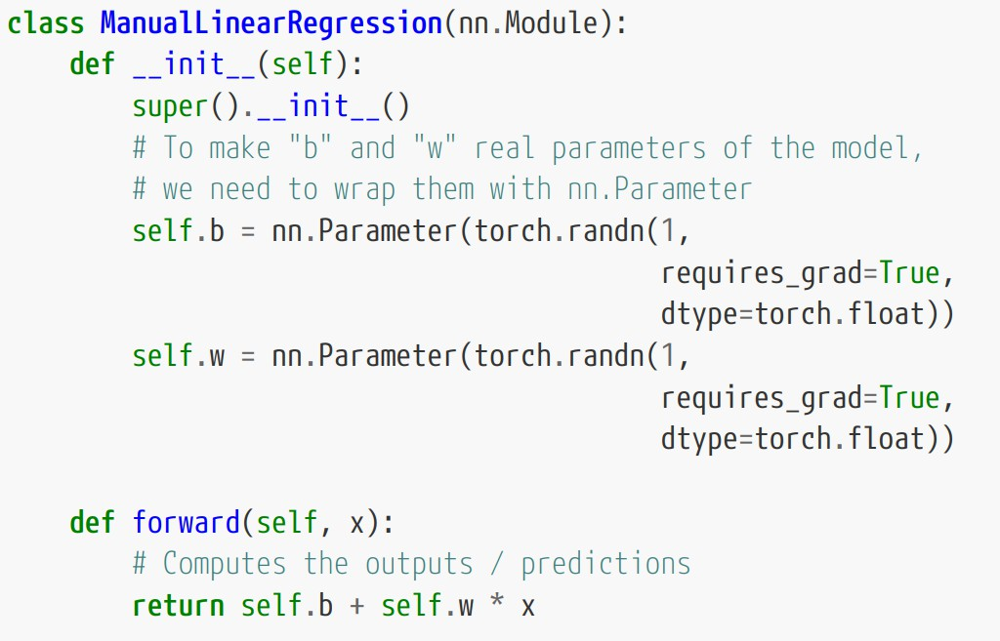 class ManualLinearRegression(nn.Module):
    def __init__(self):
        super().__init__()
        # To make "b" and "w" real parameters of the model,
        # we need to wrap them with nn.Parameter
        self.b = nn.Parameter(torch.randn(1,
                                          requires_grad=True,
                                          dtype=torch.float))
        self.w = nn.Parameter(torch.randn(1,
                                          requires_grad=True,
                                          dtype=torch.float))

    def forward(self, x):
        # Computes the outputs / predictions
        return self.b + self.w * x